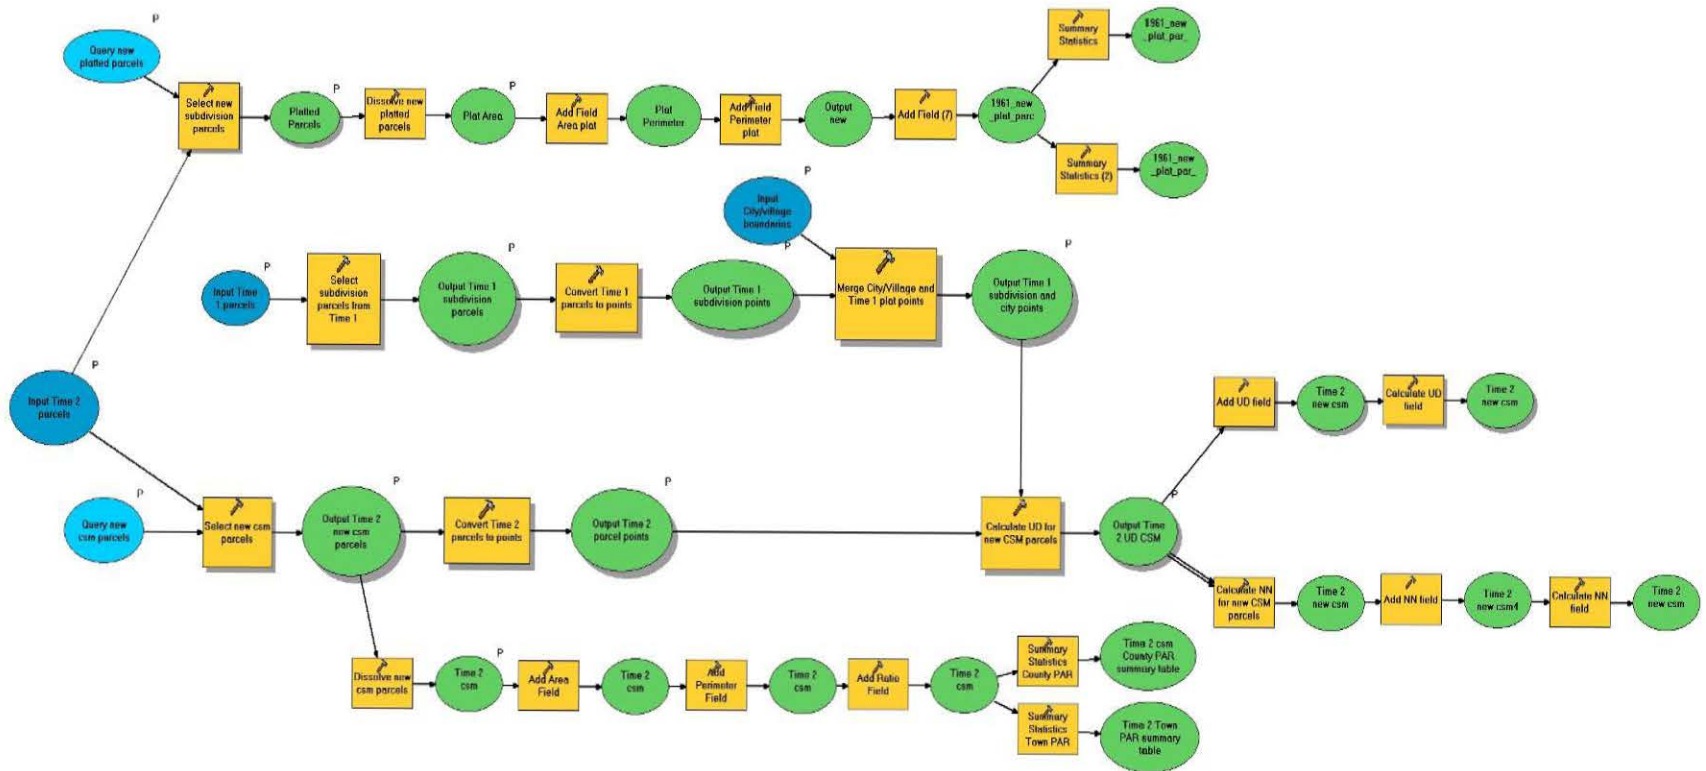 P
Query new
platted parcels
Select new
subdivision
parcels
Platted
Parcels
P
Dissolve new
platted
parcels
Plat Area
P
Add Field
Area plat
Plat
Perimeter
Add Field
Perimeter
plat
Output
new
Add Field (7)
1961_new
_plat_parc
Summary
Statistics
1961_new
_plat_par_
Summary
Statistics (2)
1961_new
_plat_par_
P
Input
City/village
boundaries
P
Input Time
1 parcels
P
Select
subdivision
parcels from
Time 1
Output Time 1
subdivision
parcels
P
Convert Time 1
parcels to points
Output Time 1
subdivision points
P
Merge City/Village and
Time 1 plat points
Output Time 1
subdivision and
city points
P
Input Time 2
parcels
P
Query new
csm parcels
P
Select new csm
parcels
Output Time 2
new csm
parcels
P
Convert Time 2
parcels to points
Output Time 2
parcel points
P
Calculate UD for
new CSM parcels
Output Time
2 UD CSM
P
Add UD field
Time 2
new csm
Calculate UD
field
Time 2
new csm
Calculate NN
for new CSM
parcels
Time 2
new csm
Add NN field
Time 2
new csm4
Calculate NN
field
Time 2
new csm
Dissolve new
csm parcels
Time 2
csm
P
Add Area
Field
Time 2
csm
Add
Perimeter
Field
Time 2
csm
Add Ratio
Field
Time 2
csm
Summary
Statistics
County PAR
Time 2 csm
County PAR
summary table
Summary
Statistics
Town PAR
Time 2 Town
PAR summary
table